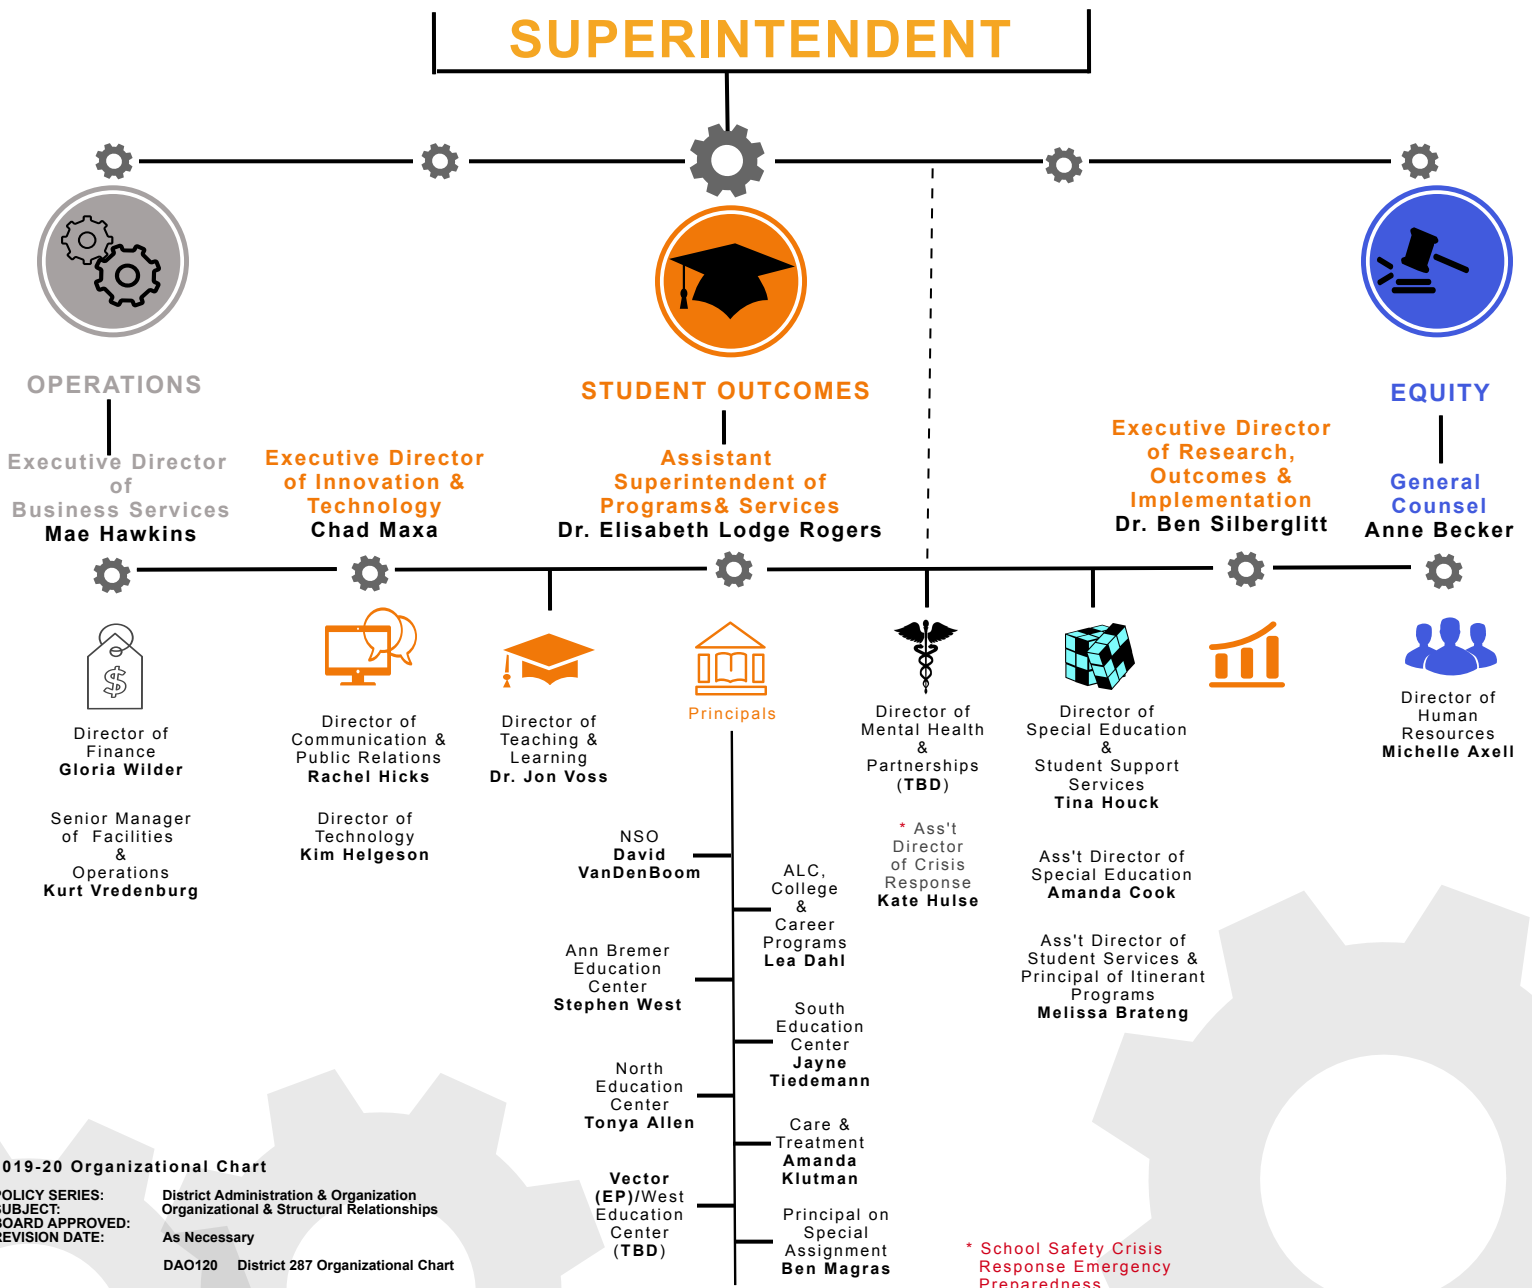 SUPERINTENDENT
OPERATIONS
Executive Director
of
Business Services
Mae Hawkins
Executive Director
of Innovation &
Technology
Chad Maxa
STUDENT OUTCOMES
Assistant
Superintendent of
Programs& Services
Dr. Elisabeth Lodge Rogers
Executive Director
of Research,
Outcomes &
Implementation
Dr. Ben Silberglitt
EQUITY
General
Counsel
Anne Becker
$
Director of
Finance
Gloria Wilder
Senior Manager
of Facilities
&
Operations
Kurt Vredenburg
Director of
Communication &
Public Relations
Rachel Hicks
Director of
Technology
Kim Helgeson
Director of
Teaching &
Learning
Dr. Jon Voss
Principals
NSO
David
VanDenBoom
ALC,
College
&
Career
Programs
Lea Dahl
Ann Bremer
Education
Center
Stephen West
South
Education
Center
Jayne
Tiedemann
North
Education
Center
Tonya Allen
Care &
Treatment
Amanda
Klutman
Vector
(EP)/West
Education
Center
(TBD)
Principal on
Special
Assignment
Ben Magras
Director of
Mental Health
&
Partnerships
(TBD)
* Ass't
Director
of Crisis
Response
Kate Hulse
Director of
Special Education
&
Student Support
Services
Tina Houck
Ass't Director of
Special Education
Amanda Cook
Ass't Director of
Student Services &
Principal of Itinerant
Programs
Melissa Brateng
Director of
Human
Resources
Michelle Axell
019-20 Organizational Chart
POLICY SERIES: District Administration & Organization
SUBJECT: Organizational & Structural Relationships
BOARD APPROVED:
REVISION DATE: As Necessary
DAO120 District 287 Organizational Chart
* School Safety Crisis
Response Emergency
Preparedness